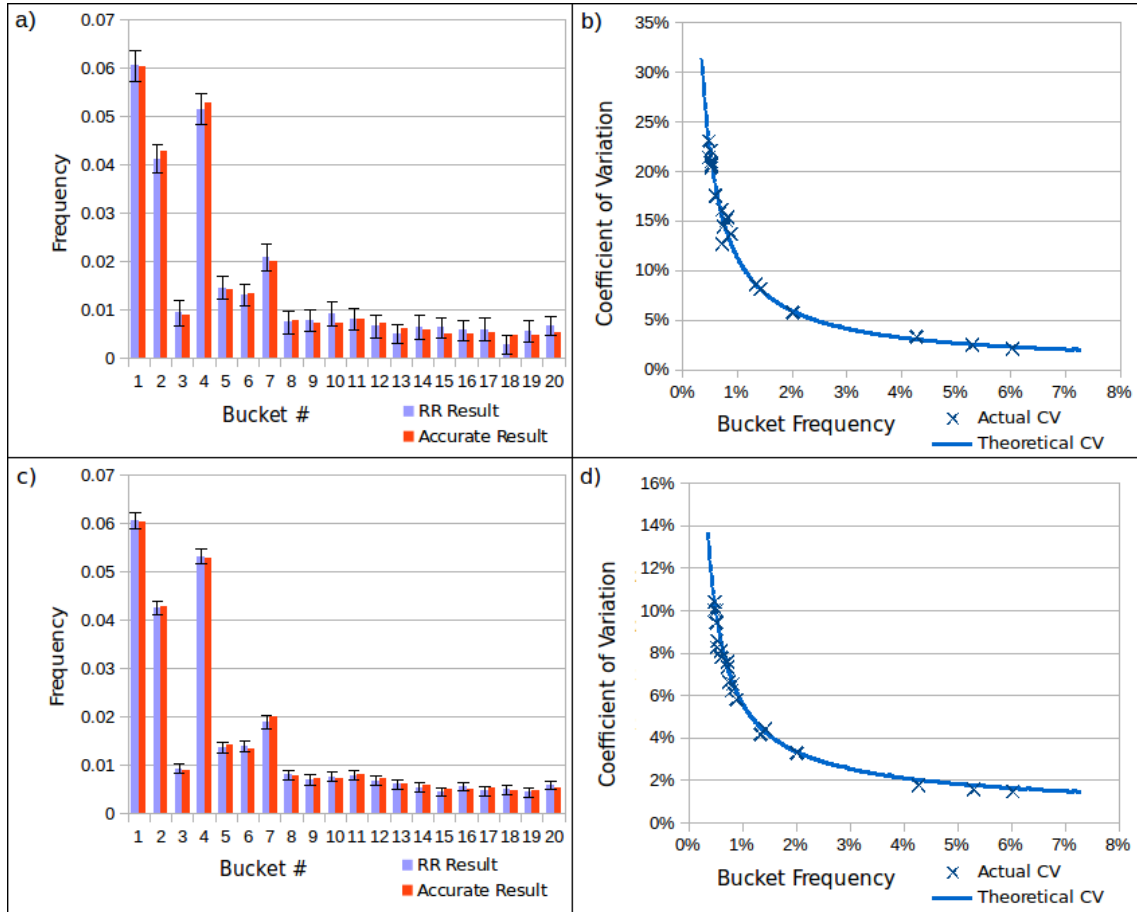 a)
0.07
0.06
0.05
0.04
0.03
0.02
0.01
0
Frequency
1 2 3 4 5 6 7 8 9 10 11 12 13 14 15 16 17 18 19 20
Bucket #
RR Result
Accurate Result
b)
35%
30%
25%
20%
15%
10%
5%
0%
Coefficient of Variation
0% 1% 2% 3% 4% 5% 6% 7% 8%
Bucket Frequency
Actual CV
Theoretical CV
c)
0.07
0.06
0.05
0.04
0.03
0.02
0.01
0
Frequency
1 2 3 4 5 6 7 8 9 10 11 12 13 14 15 16 17 18 19 20
Bucket #
RR Result
Accurate Result
d)
16%
14%
12%
10%
8%
6%
4%
2%
0%
Coefficient of Variation
0% 1% 2% 3% 4% 5% 6% 7% 8%
Bucket Frequency
Actual CV
Theoretical CV